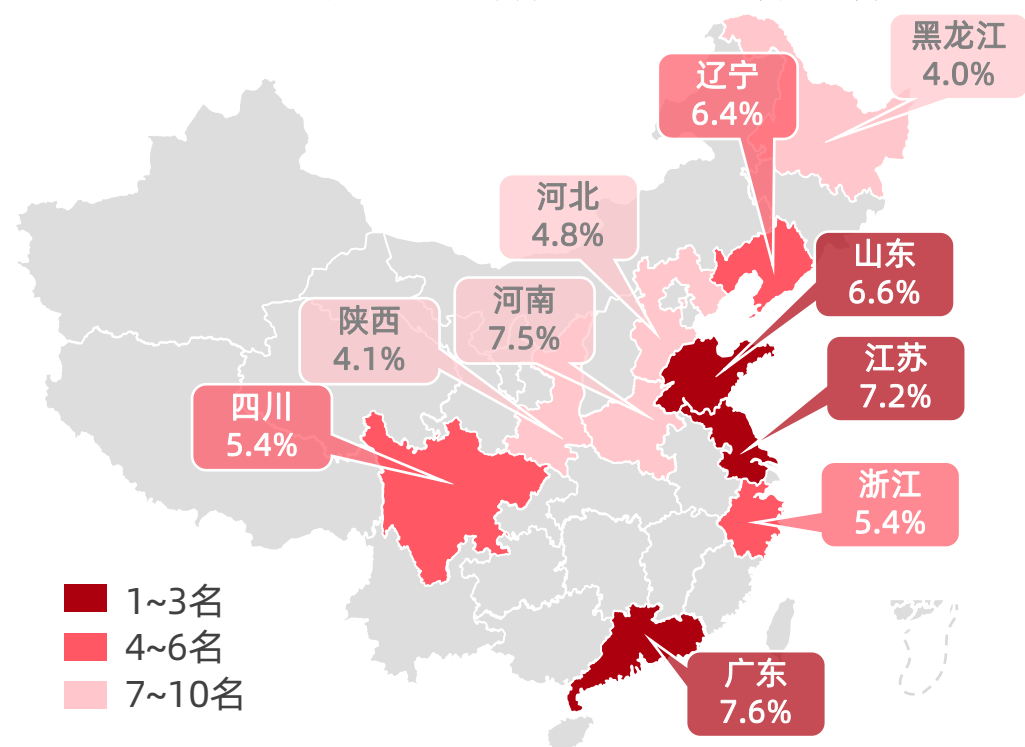 黑龙江
4.0%
辽宁
6.4%
河北
4.8%
山东
6.6%
河南
7.5%
陕西
4.1%
江苏
7.2%
四川
5.4%
浙江
5.4%
1~3名
4~6名
7~10名
广东
7.6%